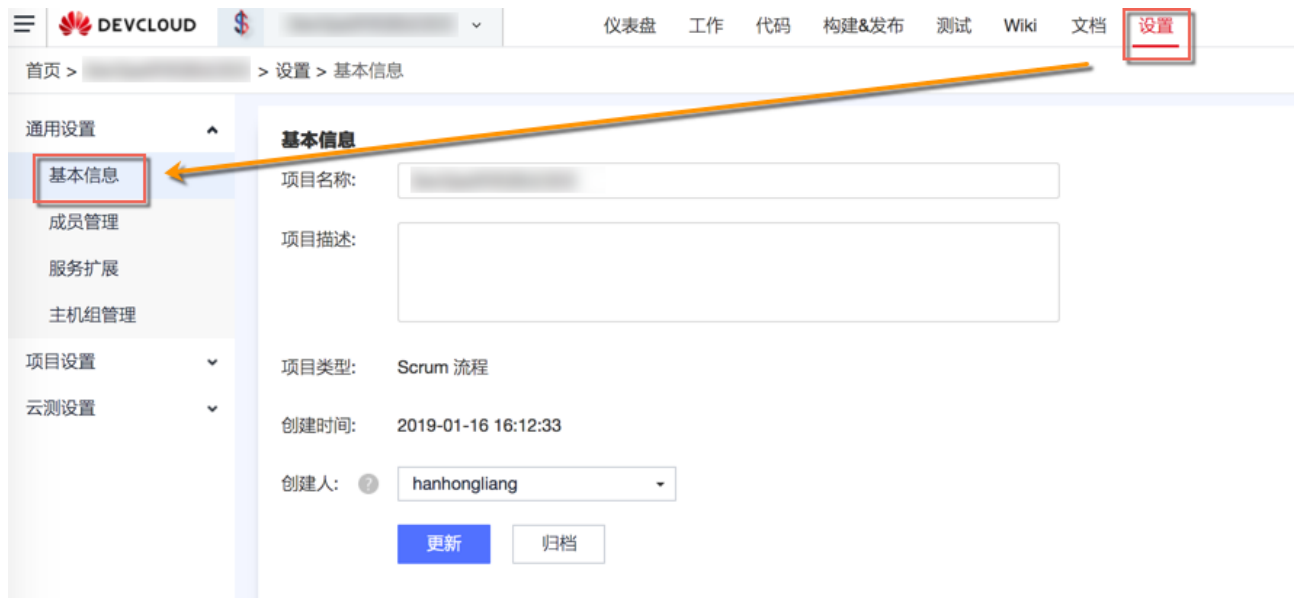 DEVCLOUD 仪表盘 工作 代码 构建&发布 测试 Wiki 文档 设置
首页 > > 设置 > 基本信息
通用设置
基本信息
成员管理
服务扩展
主机组管理
项目设置
云测设置
基本信息
项目名称:
项目描述:
项目类型: Scrum 流程
创建时间: 2019-01-16 16:12:33
创建人: ? hanhongliang
更新 归档